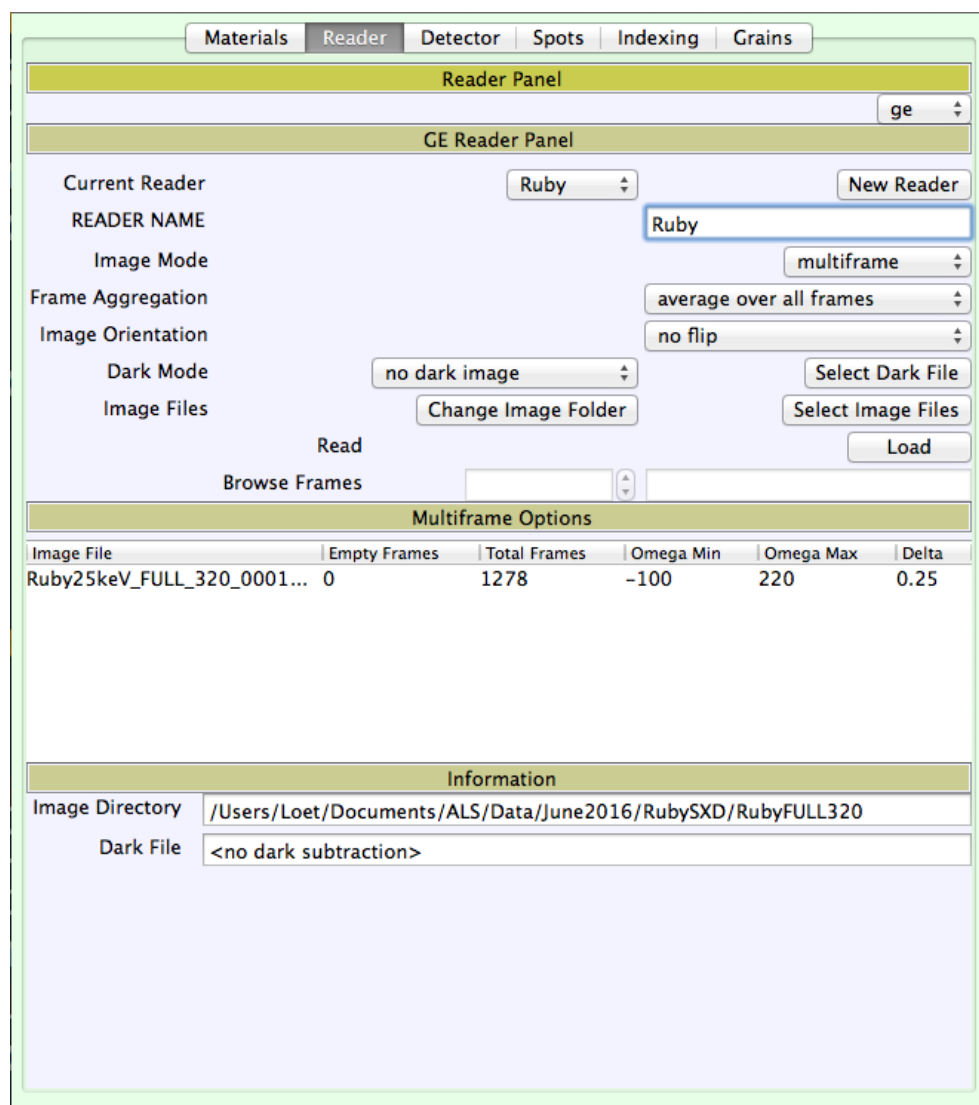 Materials Reader Detector Spots Indexing Grains
Reader Panel
ge
GE Reader Panel
Current Reader Ruby New Reader
READER NAME Ruby
Image Mode multiframe
Frame Aggregation average over all frames
Image Orientation no flip
Dark Mode no dark image Select Dark File
Image Files Change Image Folder Select Image Files
Read Load
Browse Frames
Multiframe Options
Image File Empty Frames Total Frames Omega Min Omega Max Delta
Ruby25keV_FULL_320_0001... 0 1278 -100 220 0.25
Information
Image Directory /Users/Loet/Documents/ALS/Data/June2016/RubySXD/RubyFULL320
Dark File <no dark subtraction>